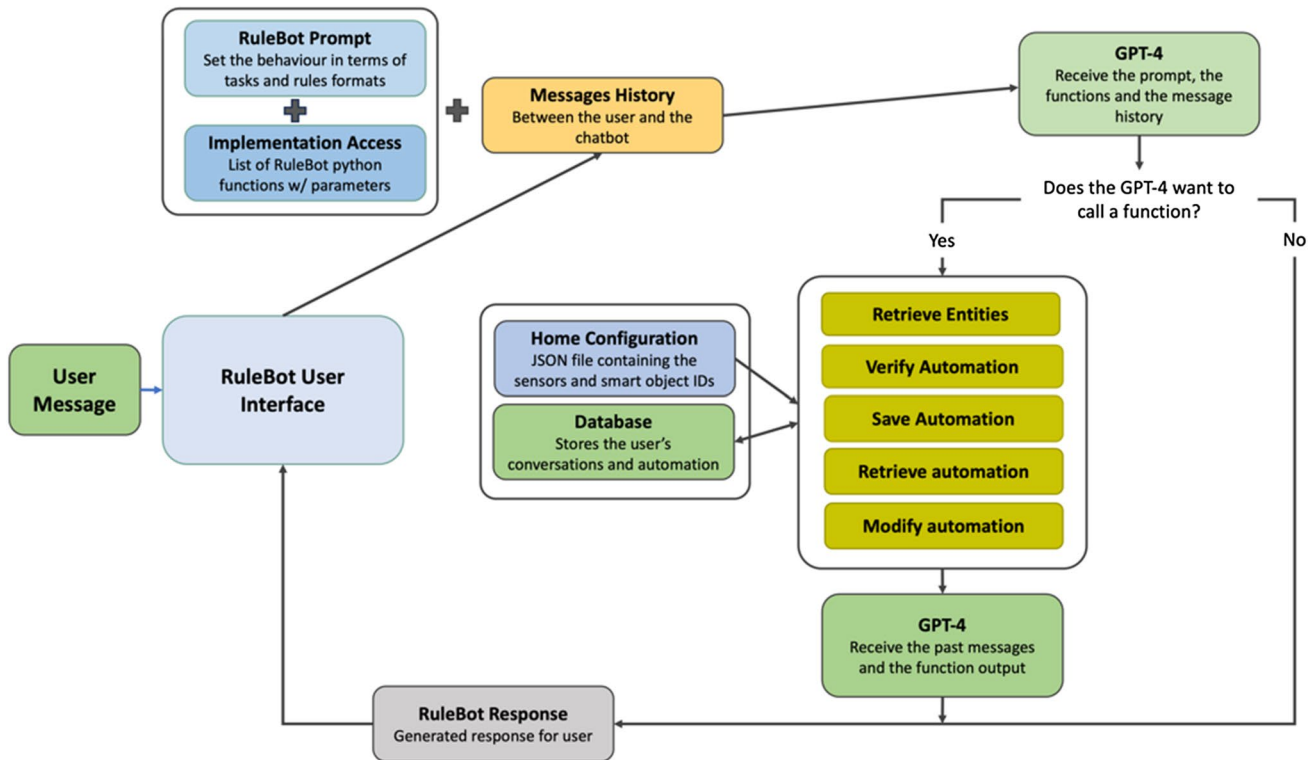 RuleBot Prompt
Set the behaviour in terms of
tasks and rules formats
Implementation Access
List of RuleBot python
functions w/ parameters
Messages History
Between the user and the
chatbot
GPT-4
Receive the prompt, the
functions and the message
history
Does the GPT-4 want to
call a function?
Yes
No
User
Message
RuleBot User
Interface
Home Configuration
JSON file containing the
sensors and smart object IDs
Database
Stores the user's
conversations and automation
Retrieve Entities
Verify Automation
Save Automation
Retrieve automation
Modify automation
GPT-4
Receive the past messages
and the function output
RuleBot Response
Generated response for user